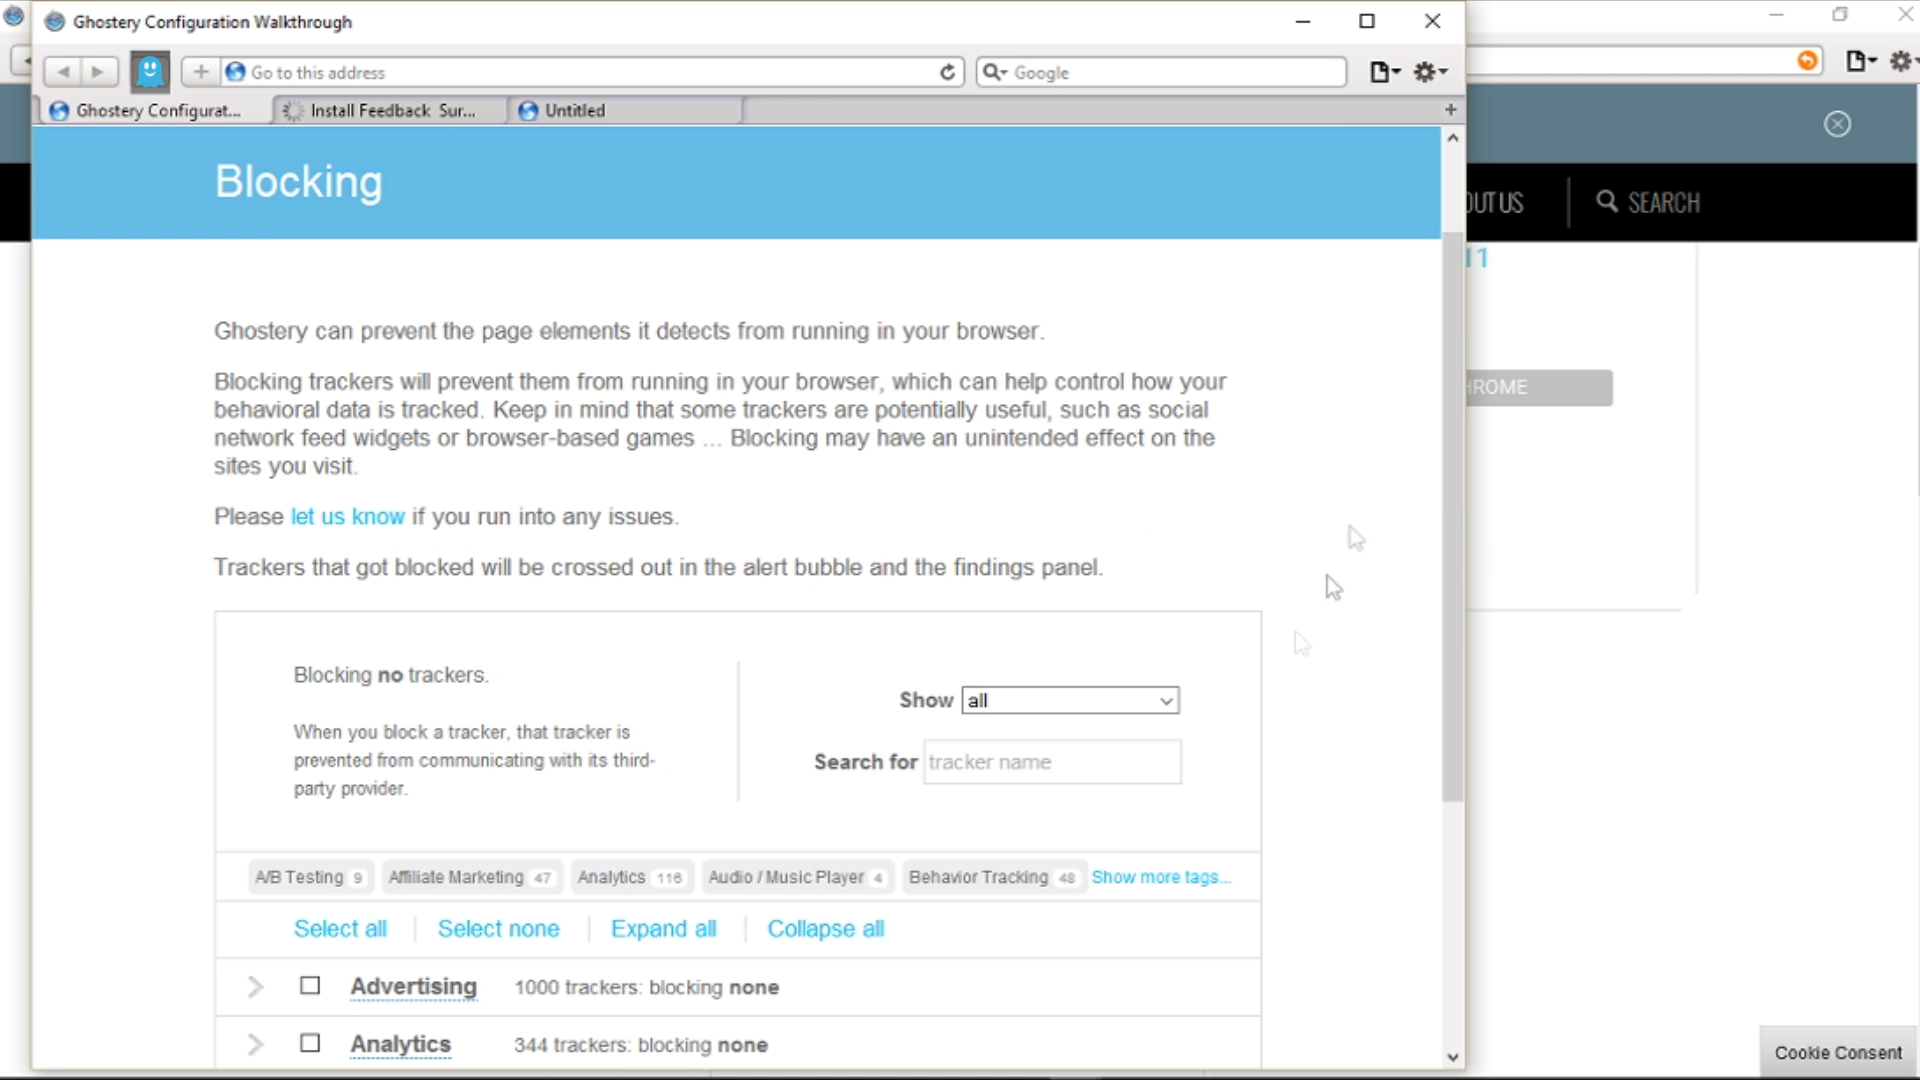 Ghostery Configuration Walkthrough
Go to this address
Google
Ghostery Configurat...
Install Feedback Sur...
Untitled
Blocking
OUT US
SEARCH
11
HROME
Ghostery can prevent the page elements it detects from running in your browser.
Blocking trackers will prevent them from running in your browser, which can help control how your
behavioral data is tracked. Keep in mind that some trackers are potentially useful, such as social
network feed widgets or browser-based games ... Blocking may have an unintended effect on the
sites you visit.
Please let us know if you run into any issues.
Trackers that got blocked will be crossed out in the alert bubble and the findings panel.
Blocking no trackers.
When you block a tracker, that tracker is
prevented from communicating with its third-
party provider.
Show all
Search for tracker name
A/B Testing 9 Affiliate Marketing 47 Analytics 116 Audio / Music Player 4 Behavior Tracking 48 Show more tags...
Select all Select none Expand all Collapse all
Advertising 1000 trackers: blocking none
Analytics 344 trackers: blocking none
Cookie Consent